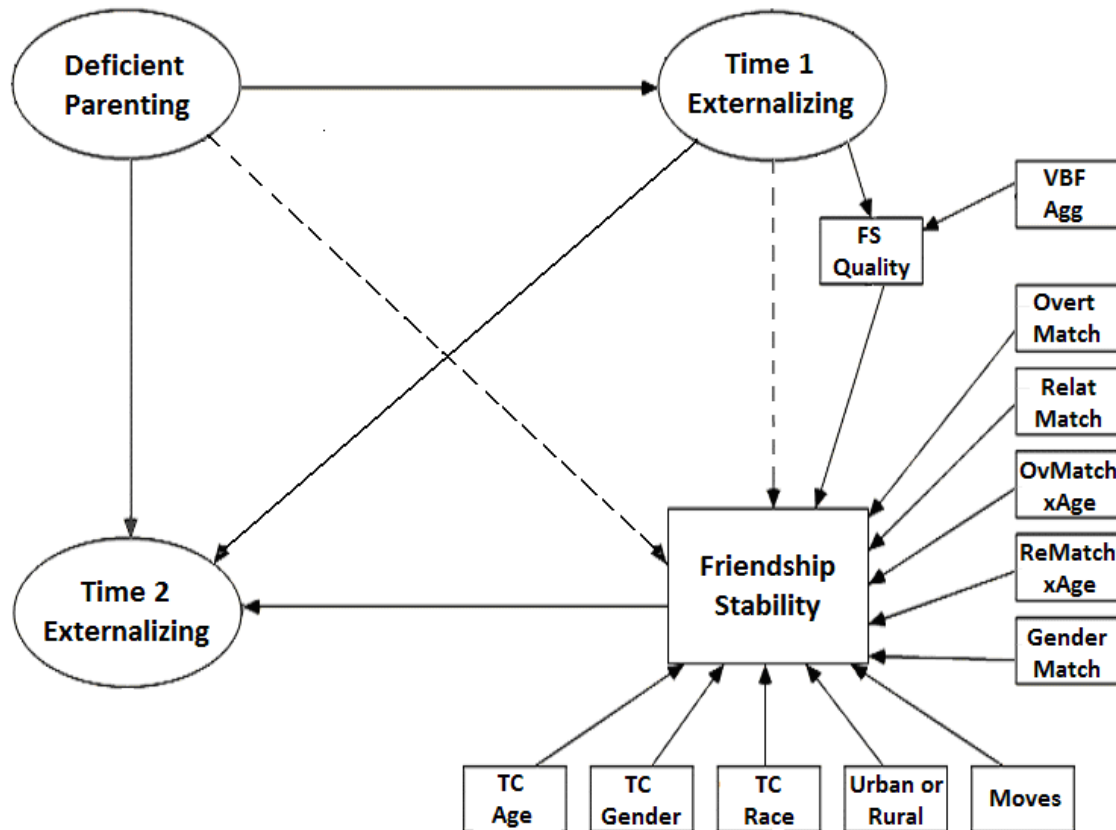 Deficient
Parenting
Time 1
Externalizing
VBF
Agg
FS
Quality
Overt
Match
Relat
Match
OvMatch
xAge
ReMatch
xAge
Gender
Match
Friendship
Stability
Time 2
Externalizing
TC
Age
TC
Gender
TC
Race
Urban or
Rural
Moves